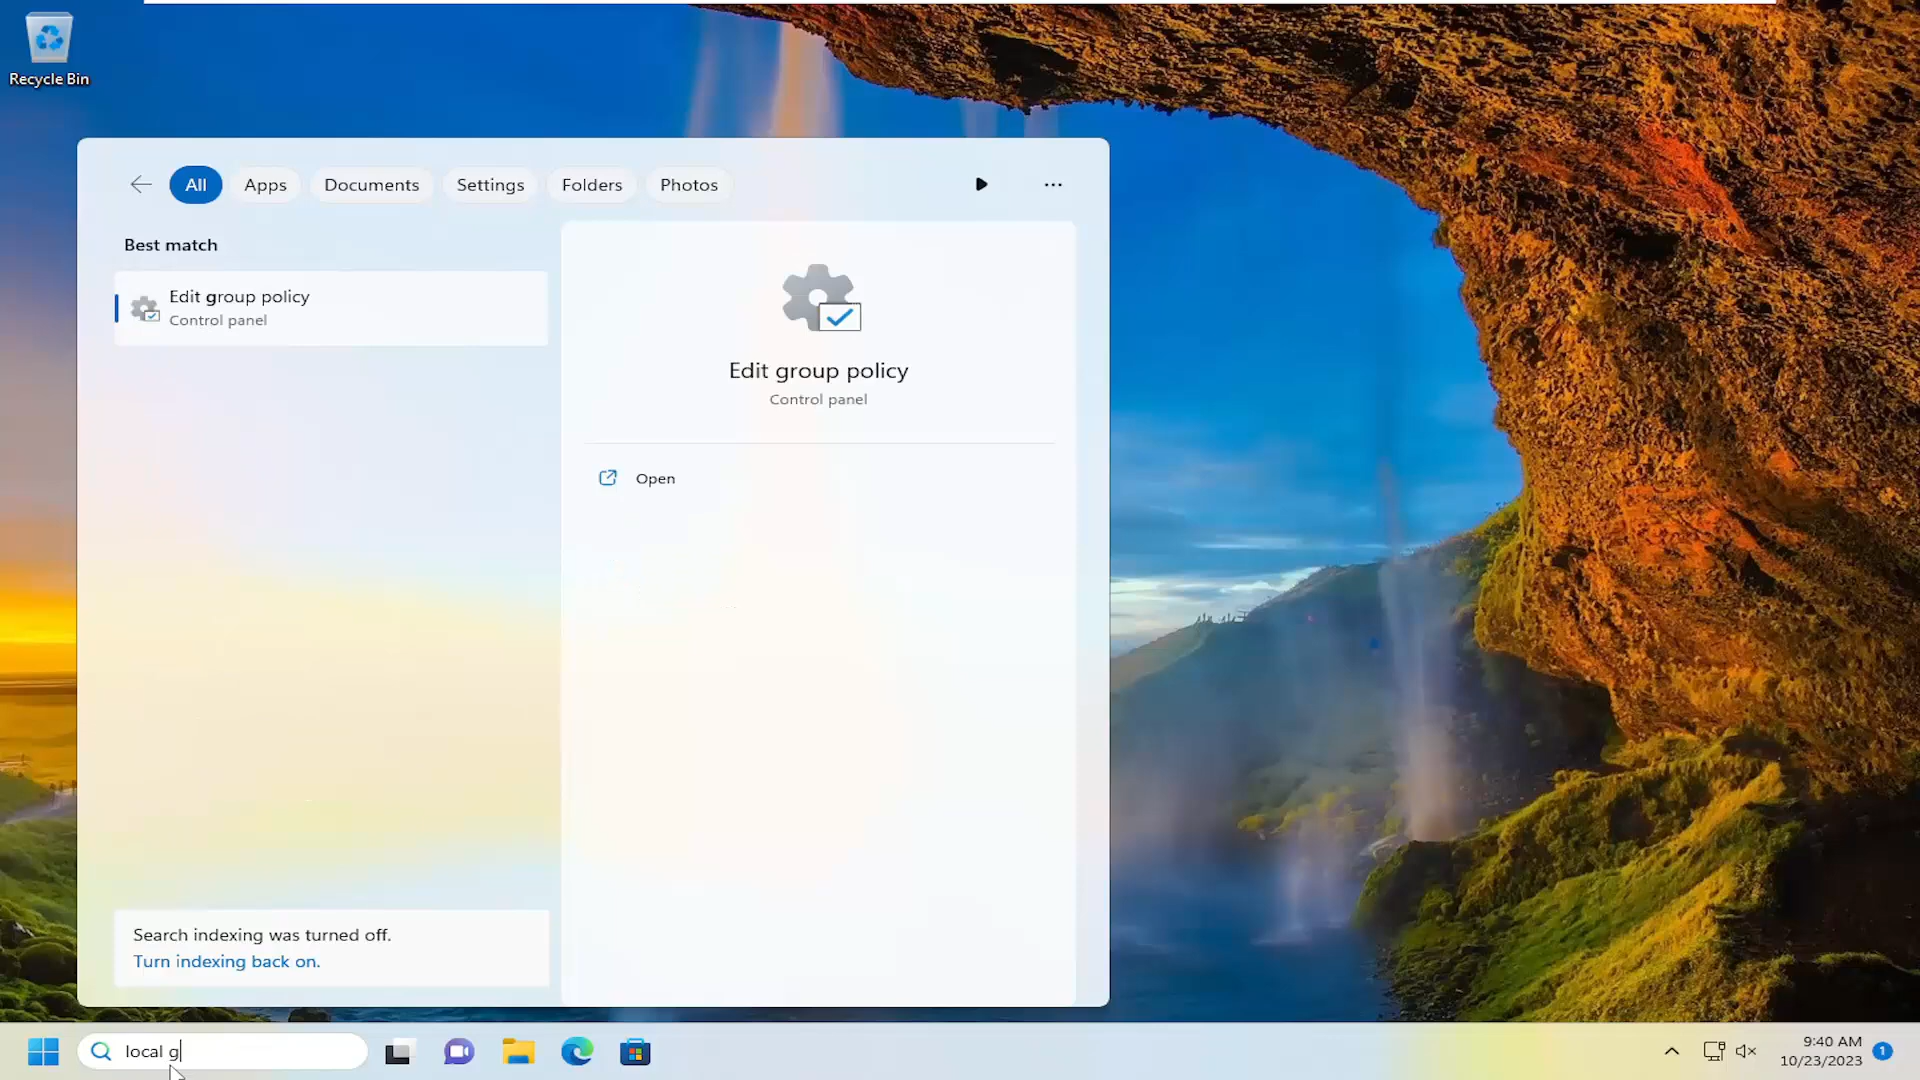 Recycle Bin
All
Apps
Documents
Settings
Folders
Photos
Best match
Edit group policy
Control panel
Edit group policy
Control panel
Open
Search indexing was turned off.
Turn indexing back on.
local g
9:40 AM
10/23/2023
1